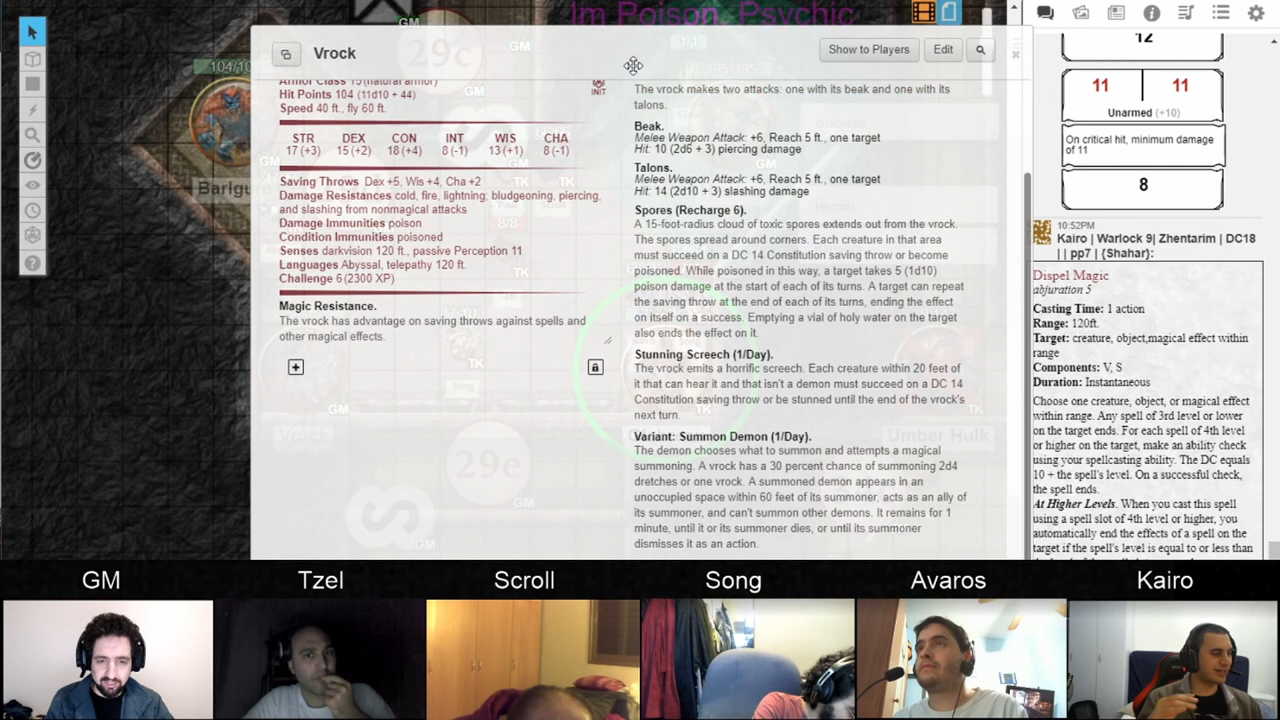 Im Poison, Psychic
GM
29c
GM
104/10
Vrock
Show to Players
Edit
Armor Class 15 (natural armor)
Hit Points 104 (11d10 + 44)
Speed 40 ft., fly 60 ft.
INIT
STR DEX CON INT WIS CHA
17 (+3) 15 (+2) 18 (+4) 8 (-1) 13 (+1) 8 (-1)
Saving Throws Dex +5, Wis +4, Cha +2
Damage Resistances cold, fire, lightning; bludgeoning, piercing,
and slashing from nonmagical attacks
Damage Immunities poison
Condition Immunities poisoned
Senses darkvision 120 ft., passive Perception 11
Languages Abyssal, telepathy 120 ft.
Challenge 6 (2300 XP)
Magic Resistance.
The vrock has advantage on saving throws against spells and
other magical effects.
The vrock makes two attacks: one with its beak and one with its
talons.
Beak.
Melee Weapon Attack: +6, Reach 5 ft., one target
Hit: 10 (2d6 + 3) piercing damage
Talons.
Melee Weapon Attack: +6, Reach 5 ft., one target
Hit: 14 (2d10 + 3) slashing damage
Spores (Recharge 6).
A 15-foot-radius cloud of toxic spores extends out from the vrock.
The spores spread around corners. Each creature in that area
must succeed on a DC 14 Constitution saving throw or become
poisoned. While poisoned in this way, a target takes 5 (1d10)
poison damage at the start of each of its turns. A target can repeat
the saving throw at the end of each of its turns, ending the effect
on itself on a success. Emptying a vial of holy water on the target
also ends the effect on it.
Stunning Screech (1/Day).
The vrock emits a horrific screech. Each creature within 20 feet of
it that can hear it and that isn't a demon must succeed on a DC 14
Constitution saving throw or be stunned until the end of the vrock's
next turn.
Variant: Summon Demon (1/Day).
The demon chooses what to summon and attempts a magical
summoning. A vrock has a 30 percent chance of summoning 2d4
dretches or one vrock. A summoned demon appears in an
unoccupied space within 60 feet of its summoner, acts as an ally of
its summoner, and can't summon other demons. It remains for 1
minute, until it or its summoner dies, or until its summoner
dismisses it as an action.
Umber Hulk
29e
GM
GM
GM
TK
TK
TK
12
11 11
Unarmed (+10)
On critical hit, minimum damage
of 11
8
10:52PM
Kairo | Warlock 9| Zhentarim | DC18
| | pp7 | {Shahar}:
Dispel Magic
abjuration 5
Casting Time: 1 action
Range: 120ft.
Target: creature, object,magical effect within
range
Components: V, S
Duration: Instantaneous
Choose one creature, object, or magical effect
within range. Any spell of 3rd level or lower
on the target ends. For each spell of 4th level
or higher on the target, make an ability check
using your spellcasting ability. The DC equals
10 + the spell's level. On a successful check,
the spell ends.
At Higher Levels. When you cast this spell
using a spell slot of 4th level or higher, you
automatically end the effects of a spell on the
target if the spell's level is equal to or less than
GM Tzel Scroll Song Avaros Kairo